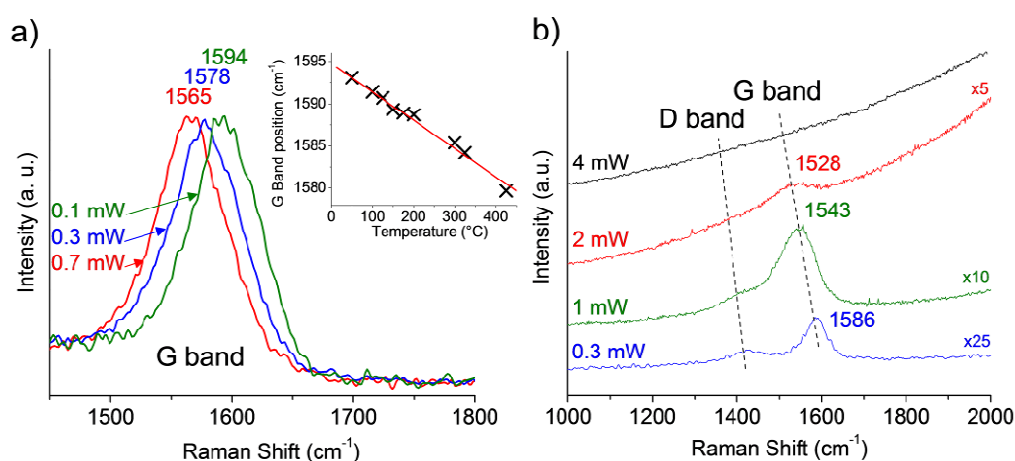 a)
1594
1578
1565
0.1 mW
0.3 mW
0.7 mW
G band
Intensity (a. u.)
1500
1600
1700
1800
Raman Shift (cm⁻¹)
G Band position (cm⁻¹)
1595
1590
1585
1580
0
100
200
300
400
Temperature (°C)
b)
G band
D band
x5
4 mW
1528
1543
2 mW
x10
1 mW
1586
0.3 mW
x25
Intensity (a.u.)
1000
1200
1400
1600
1800
2000
Raman Shift (cm⁻¹)